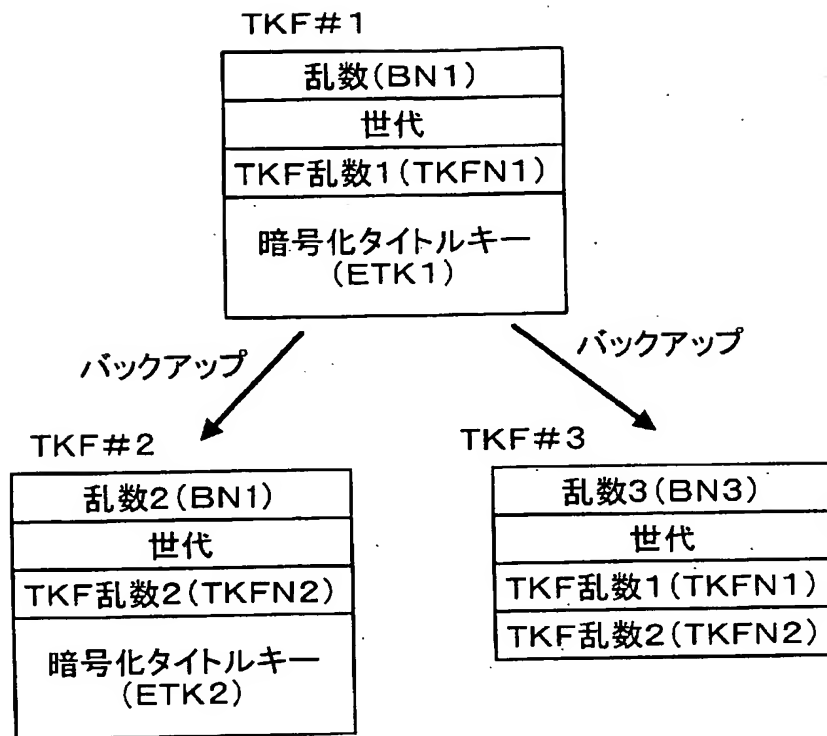 TKF#1
乱数(BN1)
世代
TKF乱数1(TKFN1)
暗号化タイトルキー
(ETK1)
バックアップ
バックアップ
TKF#2
乱数2(BN1)
世代
TKF乱数2(TKFN2)
暗号化タイトルキー
(ETK2)
TKF#3
乱数3(BN3)
世代
TKF乱数1(TKFN1)
TKF乱数2(TKFN2)